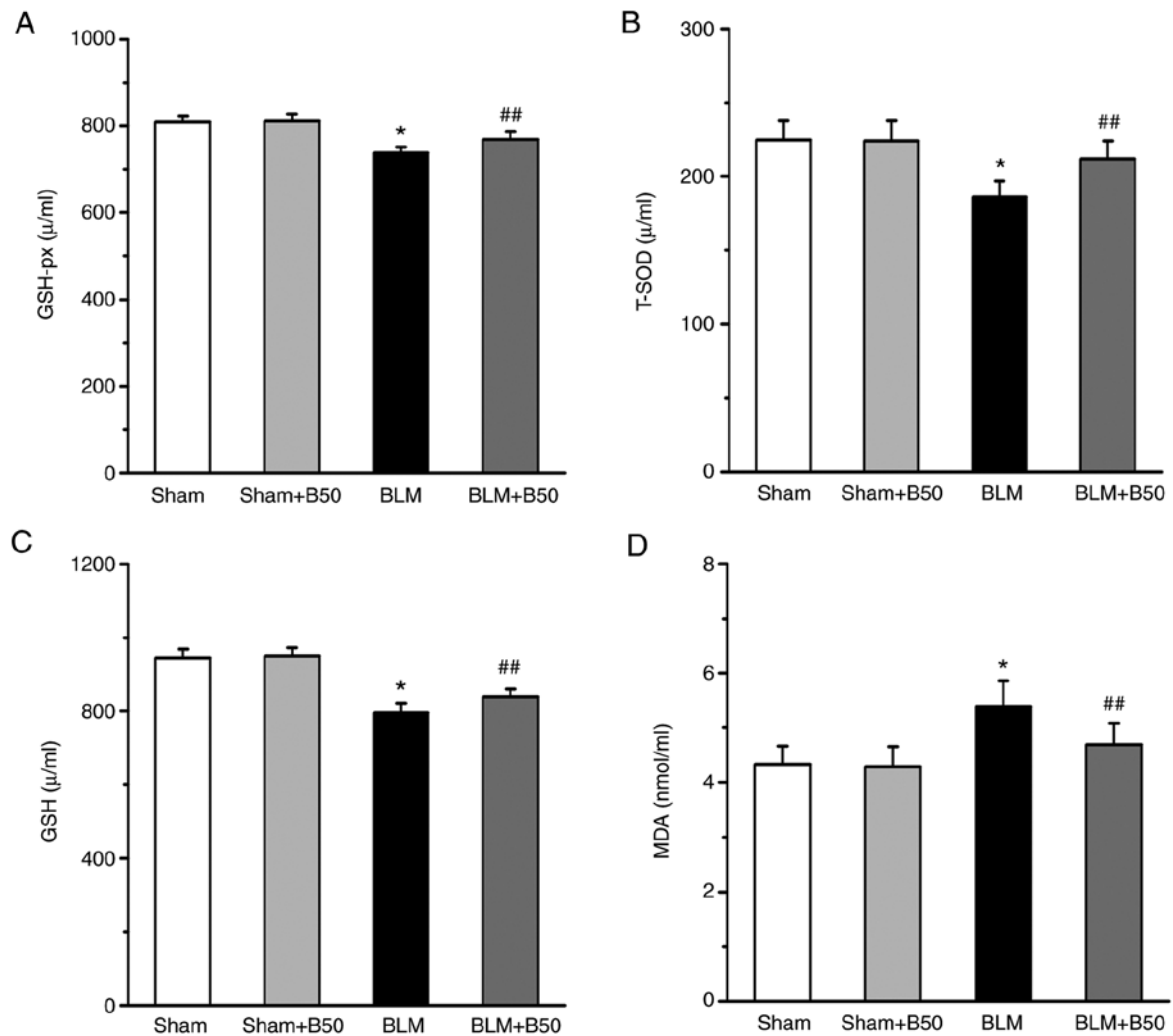 A
1000
800
600
400
200
0
GSH-px (μ/ml)
*
##
Sham Sham+B50 BLM BLM+B50
B
300
200
100
0
T-SOD (μ/ml)
*
##
Sham Sham+B50 BLM BLM+B50
C
1200
800
400
0
GSH (μ/ml)
*
##
Sham Sham+B50 BLM BLM+B50
D
8
6
4
2
0
MDA (nmol/ml)
*
##
Sham Sham+B50 BLM BLM+B50